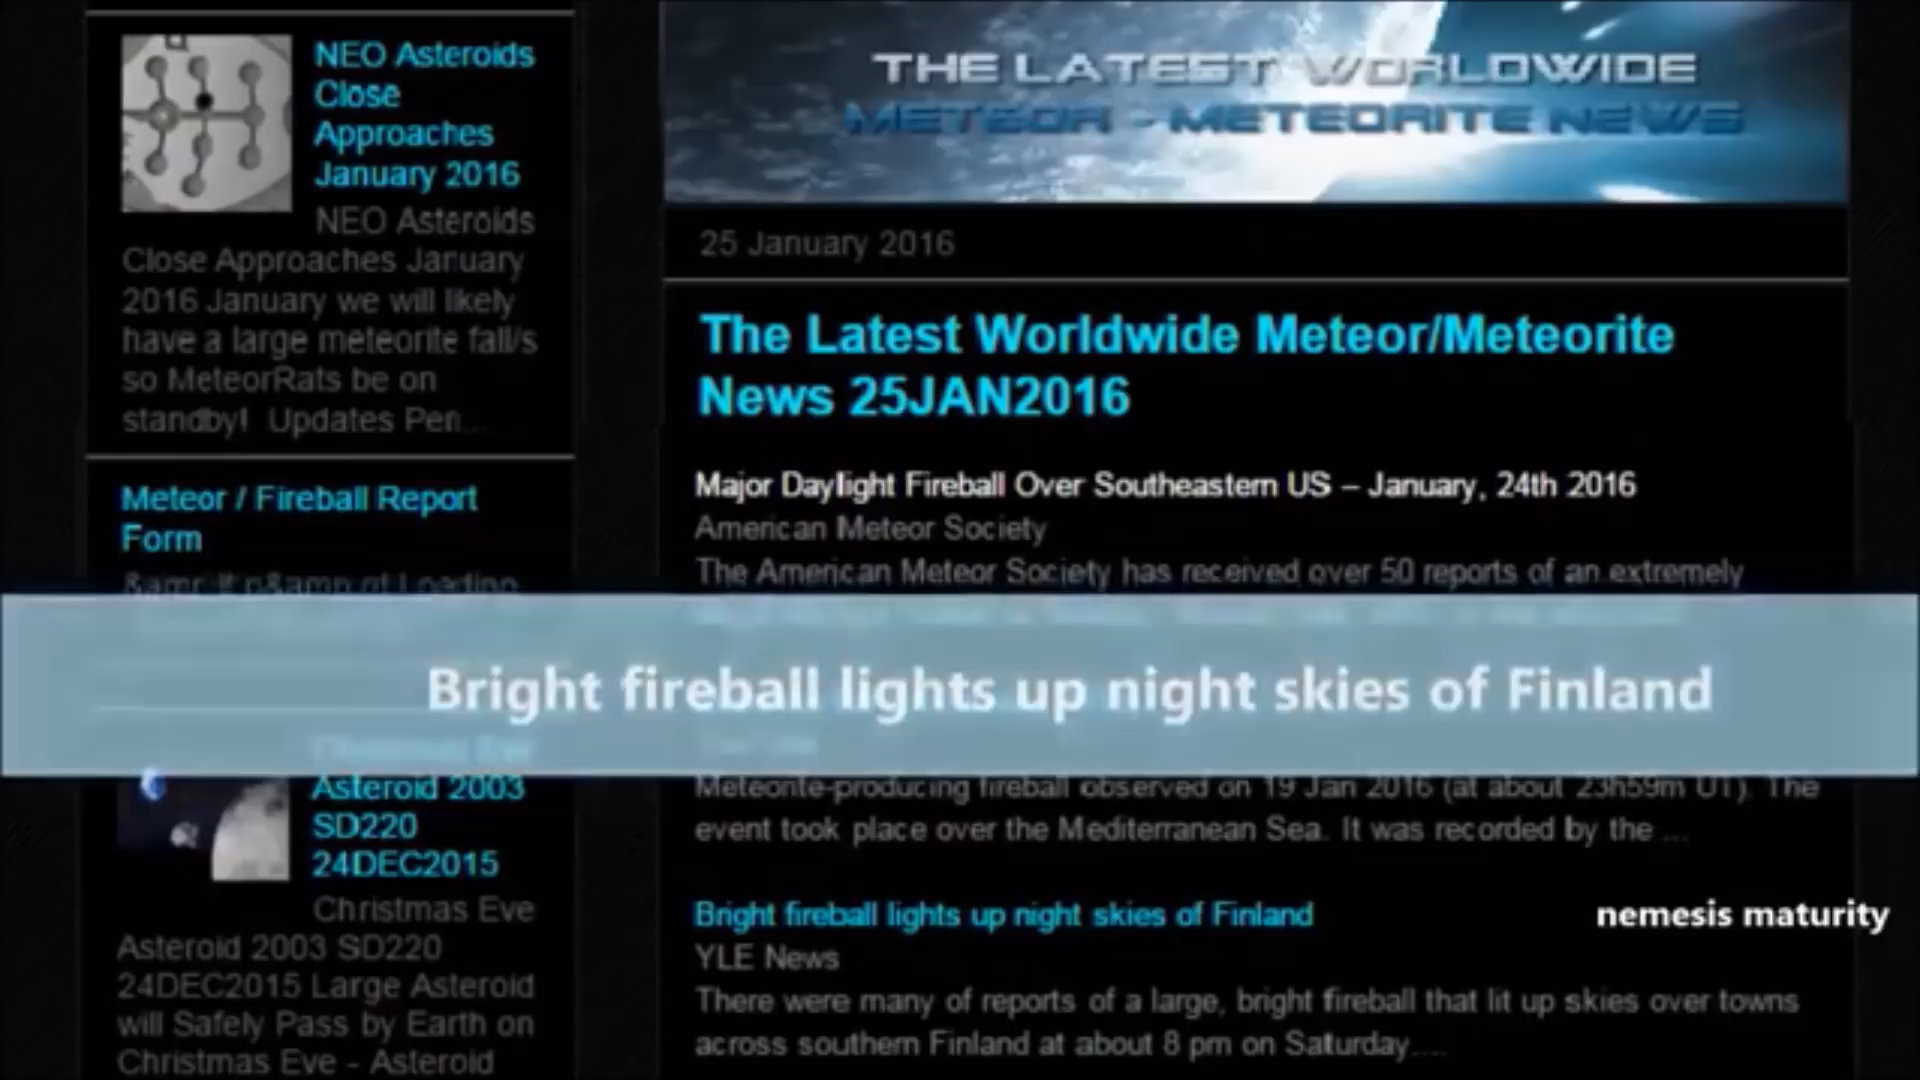 NEO Asteroids
Close
Approaches
January 2016
NEO Asteroids
Close Approaches January
2016 January we will likely
have a large meteorite fall/s
so MeteorRats be on
standby! Updates Pen...
Meteor / Fireball Report
Form
Asteroid 2003
SD220
24DEC2015
Christmas Eve
Asteroid 2003 SD220
24DEC2015 Large Asteroid
will Safely Pass by Earth on
Christmas Eve - Asteroid
THE LATEST WORLDWIDE
METEOR - METEORITE NEWS
25 January 2016
The Latest Worldwide Meteor/Meteorite
News 25JAN2016
Major Daylight Fireball Over Southeastern US – January, 24th 2016
American Meteor Society
The American Meteor Society has received over 50 reports of an extremely
Bright fireball lights up night skies of Finland
Meteorite-producing fireball observed on 19 Jan 2016 (at about 23h59m UT). The
event took place over the Mediterranean Sea. It was recorded by the ...
Bright fireball lights up night skies of Finland
YLE News
There were many of reports of a large, bright fireball that lit up skies over towns
across southern Finland at about 8 pm on Saturday....
nemesis maturity